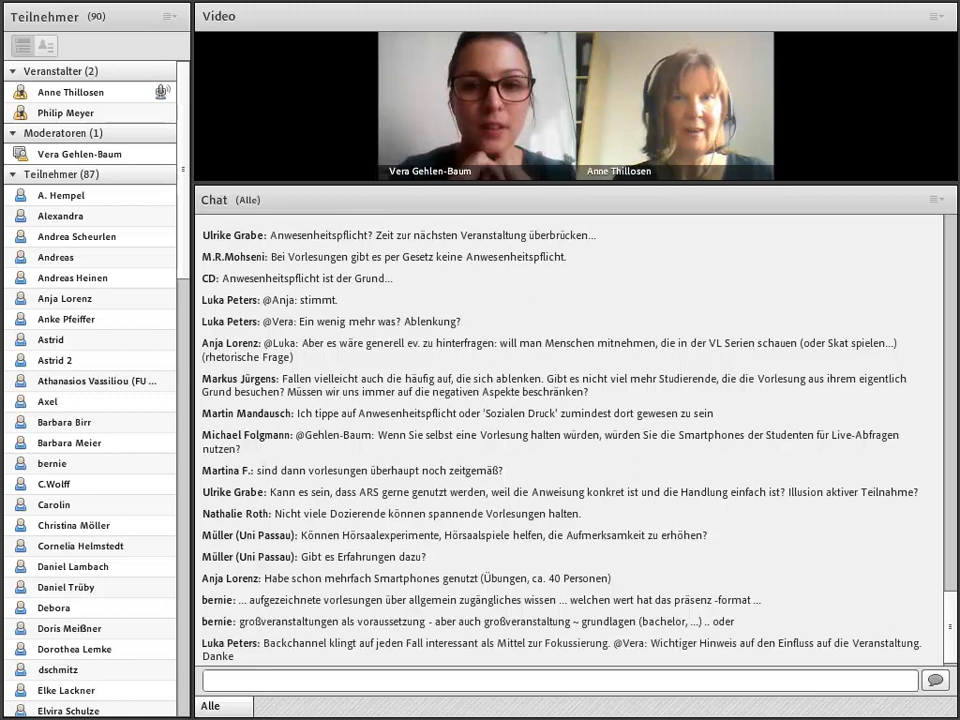 Teilnehmer (90)
Veranstalter (2)
Anne Thillosen
Philip Meyer
Moderatoren (1)
Vera Gehlen-Baum
Teilnehmer (87)
A. Hempel
Alexandra
Andrea Scheurlen
Andreas
Andreas Heinen
Anja Lorenz
Anke Pfeiffer
Astrid
Astrid 2
Athanasios Vassiliou (FU ...
Axel
Barbara Birr
Barbara Meier
bernie
C.Wolff
Carolin
Christina Möller
Cornelia Helmstedt
Daniel Lambach
Daniel Trüby
Debora
Doris Meißner
Dorothea Lemke
dschmitz
Elke Lackner
Elvira Schulze
Video
Vera Gehlen-Baum
Anne Thillosen
Chat (Alle)
Ulrike Grabe: Anwesenheitspflicht? Zeit zur nächsten Veranstaltung überbrücken...
M.R.Mohseni: Bei Vorlesungen gibt es per Gesetz keine Anwesenheitspflicht.
CD: Anwesenheitspflicht ist der Grund...
Luka Peters: @Anja: stimmt.
Luka Peters: @Vera: Ein wenig mehr was? Ablenkung?
Anja Lorenz: @Luka: Aber es wäre generell ev. zu hinterfragen: will man Menschen mitnehmen, die in der VL Serien schauen (oder Skat spielen...)
(rhetorische Frage)
Markus Jürgens: Fallen vielleicht auch die häufig auf, die sich ablenken. Gibt es nicht viel mehr Studierende, die die Vorlesung aus ihrem eigentlich
Grund besuchen? Müssen wir uns immer auf die negativen Aspekte beschränken?
Martin Mandausch: Ich tippe auf Anwesenheitspflicht oder 'Sozialen Druck' zumindest dort gewesen zu sein
Michael Folgmann: @Gehlen-Baum: Wenn Sie selbst eine Vorlesung halten würden, würden Sie die Smartphones der Studenten für Live-Abfragen
nutzen?
Martina F.: sind dann vorlesungen überhaupt noch zeitgemäß?
Ulrike Grabe: Kann es sein, dass ARS gerne genutzt werden, weil die Anweisung konkret ist und die Handlung einfach ist? Illusion aktiver Teilnahme?
Nathalie Roth: Nicht viele Dozierende können spannende Vorlesungen halten.
Müller (Uni Passau): Können Hörsaalexperimente, Hörsaalspiele helfen, die Aufmerksamkeit zu erhöhen?
Müller (Uni Passau): Gibt es Erfahrungen dazu?
Anja Lorenz: Habe schon mehrfach Smartphones genutzt (Übungen, ca. 40 Personen)
bernie: ... aufgezeichnete vorlesungen über allgemein zugängliches wissen ... welchen wert hat das präsenz -format ...
bernie: großveranstaltungen als voraussetzung - aber auch großveranstaltung ~ grundlagen (bachelor, ...) .. oder
Luka Peters: Backchannel klingt auf jeden Fall interessant als Mittel zur Fokussierung. @Vera: Wichtiger Hinweis auf den Einfluss auf die Veranstaltung.
Danke
Alle